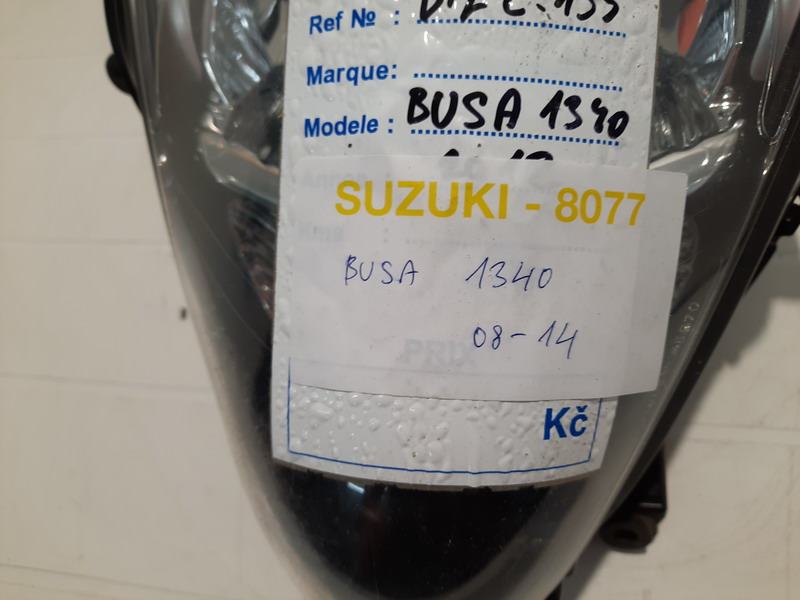 Ref № :
Marque:
Modele : BUSA 1340
SUZUKI - 8077
BUSA 1340
08-14
PRIX
Kč